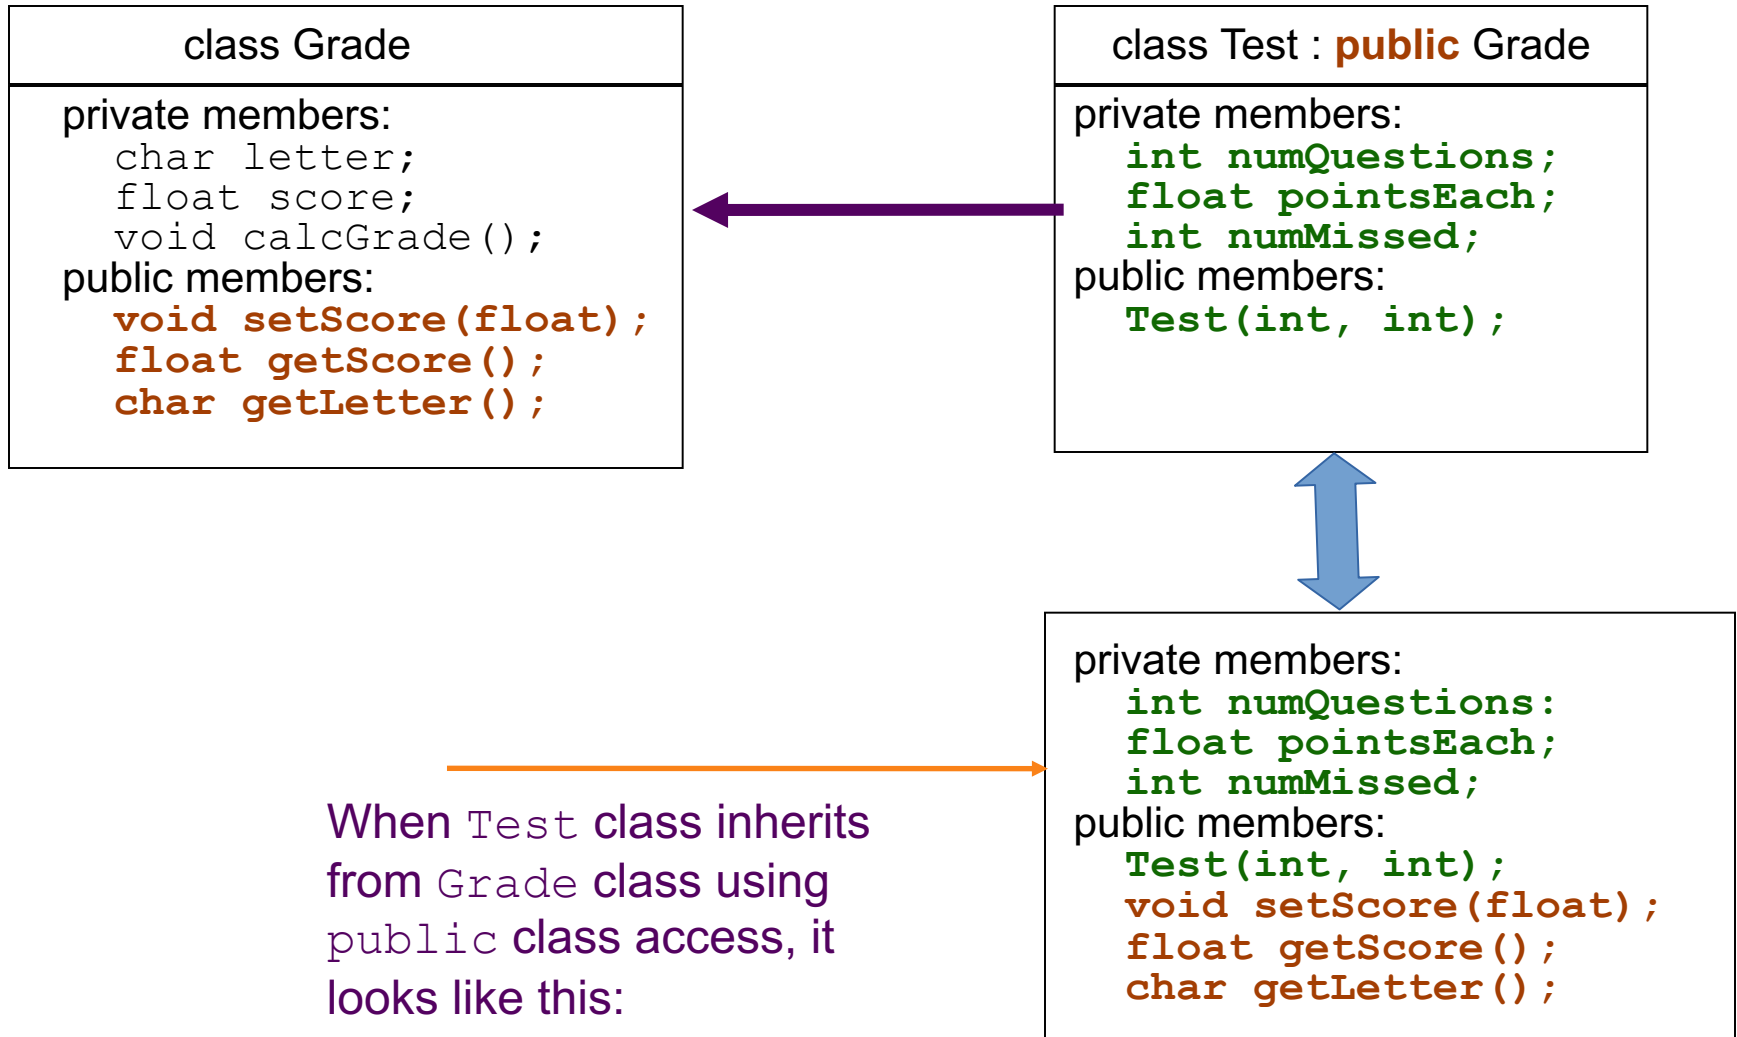 class Grade
private members:
char letter;
float score;
void calcGrade();
public members:
void setScore(float);
float getScore();
char getLetter();
class Test : public Grade
private members:
int numQuestions;
float pointsEach;
int numMissed;
public members:
Test(int, int);
When Test class inherits
from Grade class using
public class access, it
looks like this:
private members:
int numQuestions:
float pointsEach;
int numMissed;
public members:
Test(int, int);
void setScore(float);
float getScore();
char getLetter();